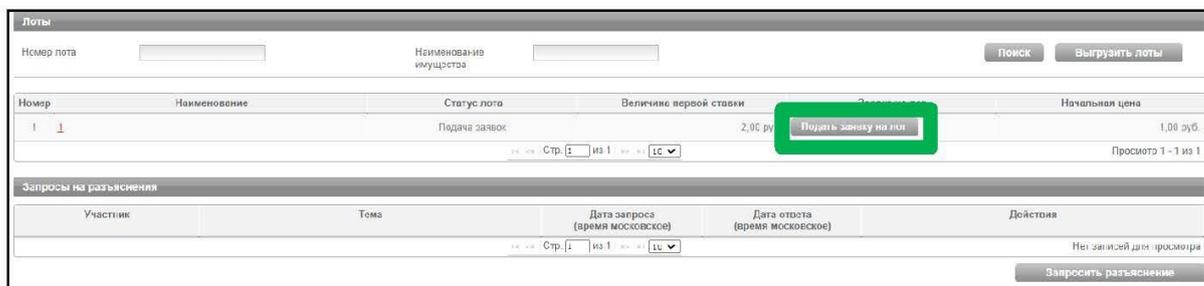 Лоты
Номер лота
Наименование
имущества
Поиск
Выгрузить лоты
Номер Наименование Статус лота Величина первой ставки Начальная цена
1 1 Подача заявок 2,00 ру Подать заявку на лот 1,00 руб.
Стр. 1 из 1 10 Просмотр 1 - 1 из 1
Запросы на разъяснения
Участник Тема Дата запроса
(время московское) Дата ответа
(время московское) Действия
Стр. 1 из 1 10 Нет записей для просмотра
Запросить разъяснение